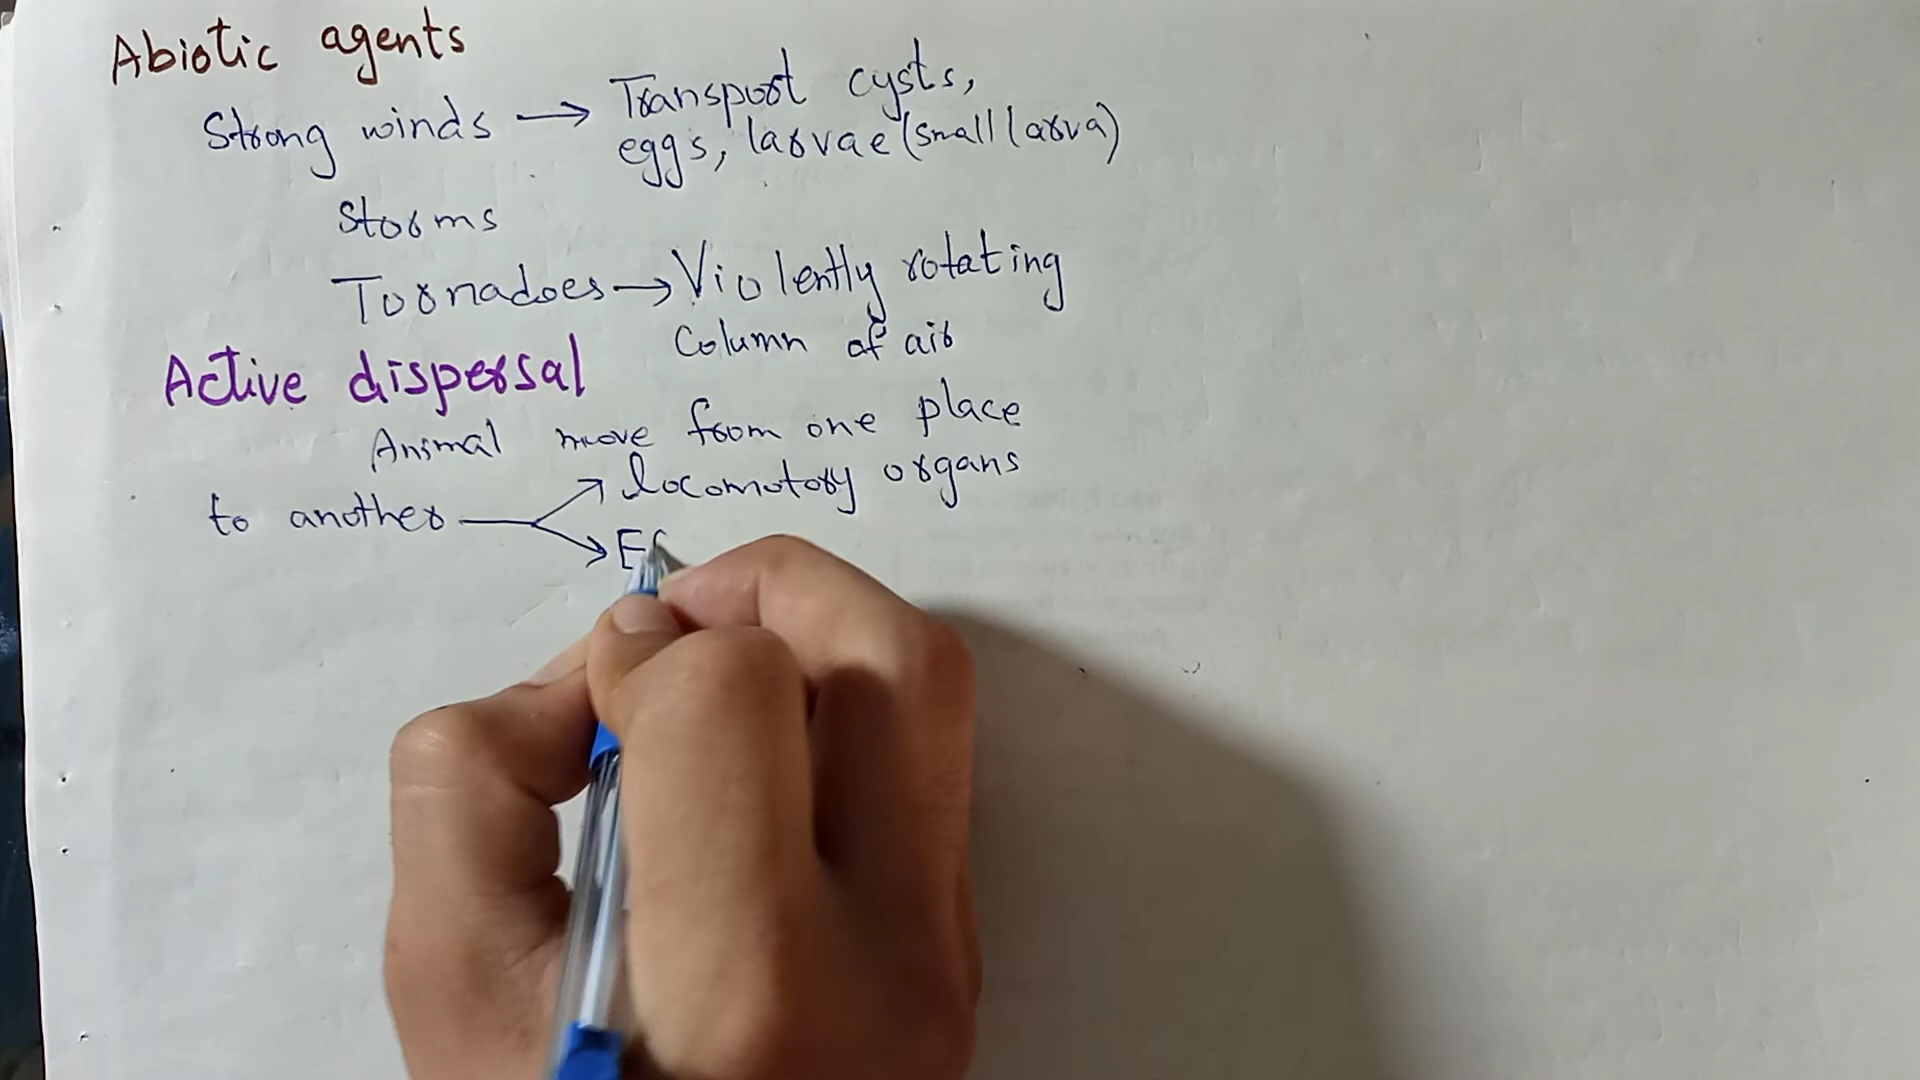 Abiotic agents
Strong winds → Transport cysts,
eggs, larvae (small larva)
Storms
Tornadoes → Violently rotating
Column of air
Active dispersal
Animal move from one place
to another → locomotory organs